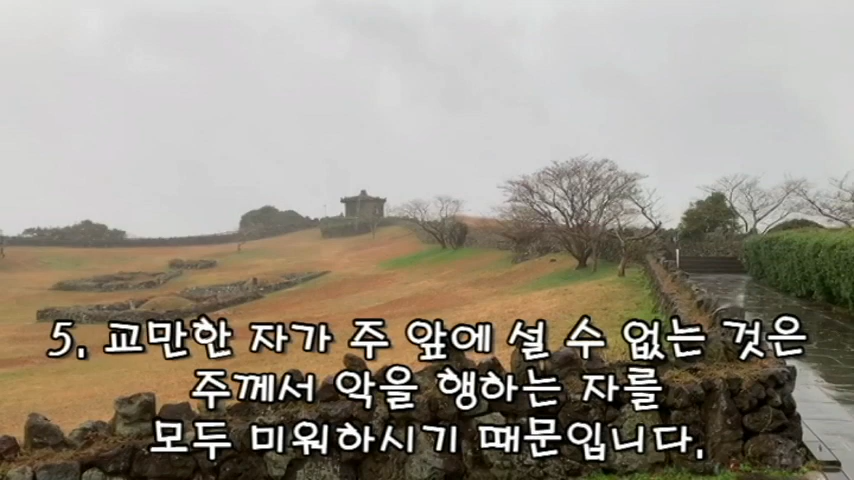 5. 교만한 자가 주 앞에 설 수 없는 것은
주께서 악을 행하는 자를
모두 미워하시기 때문입니다.